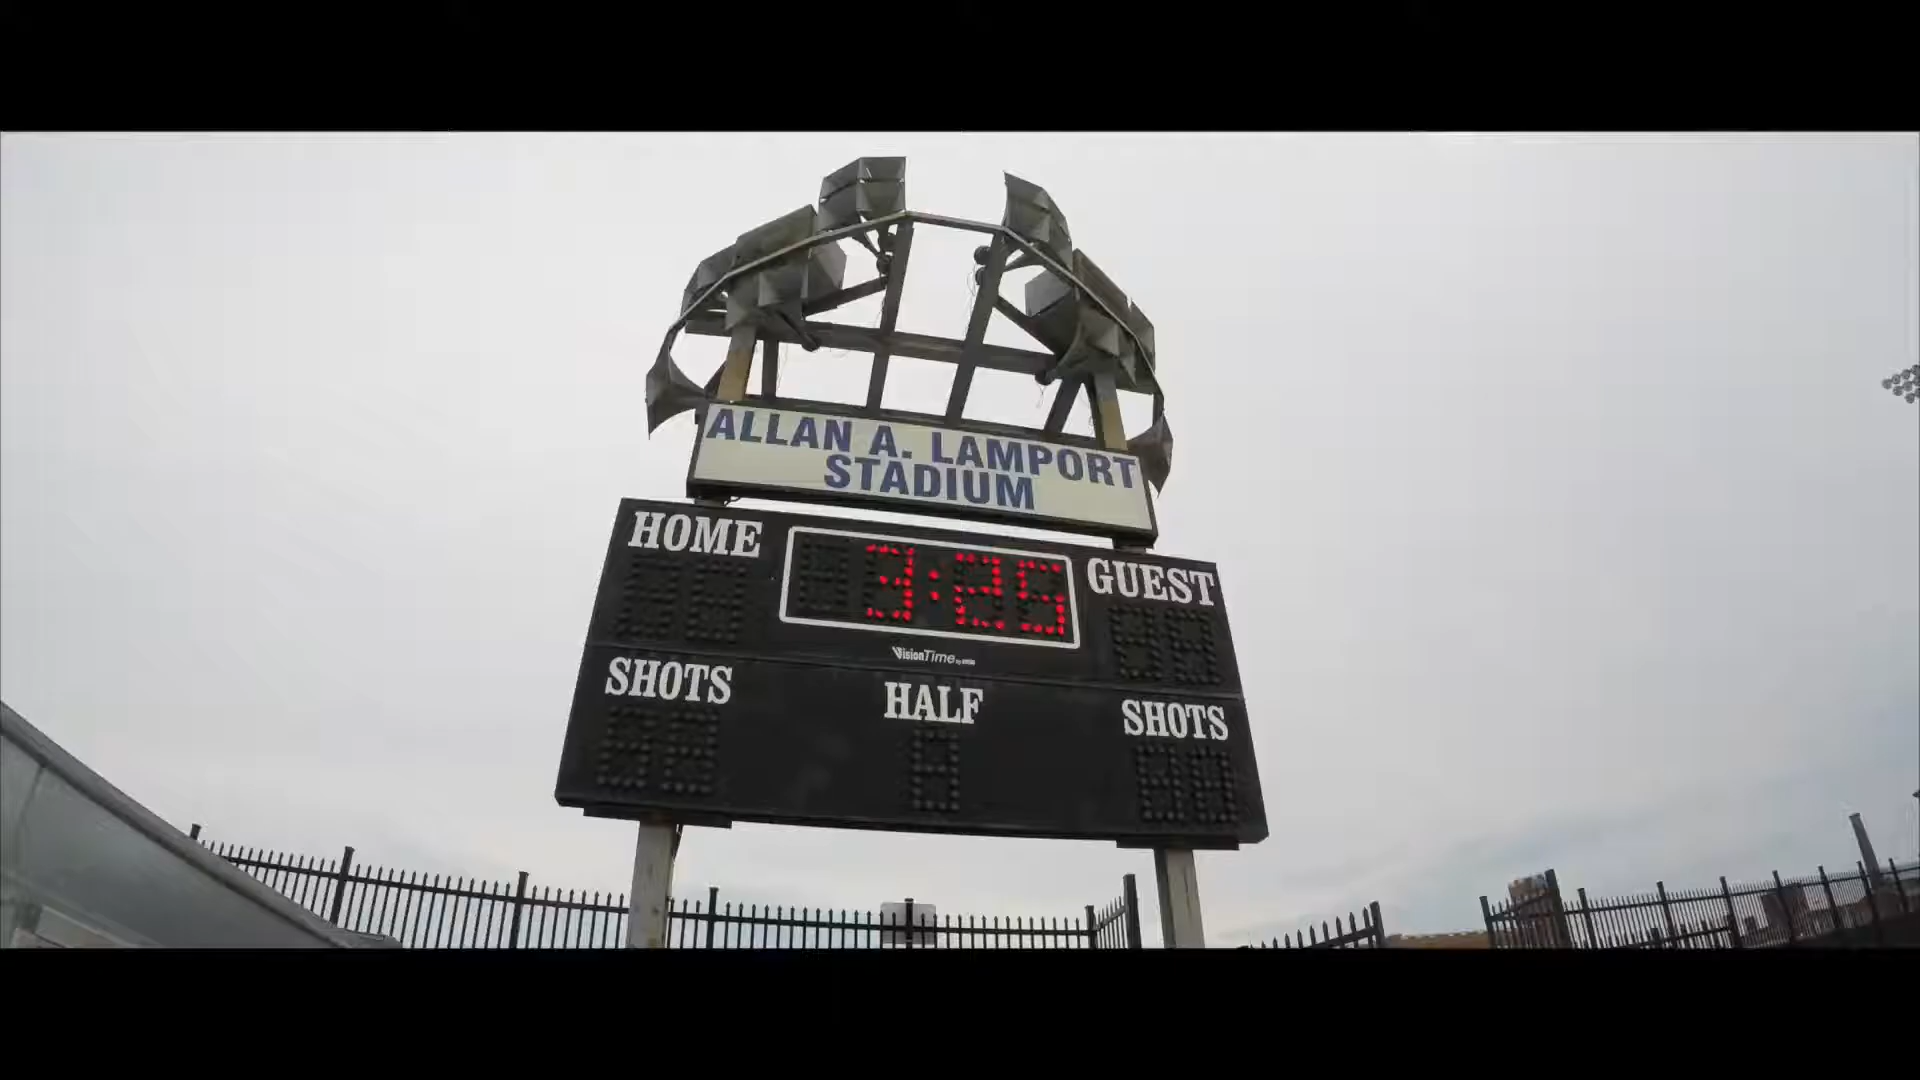 ALLAN A. LAMPORT
STADIUM
HOME
3:25
GUEST
VisionTime
SHOTS
HALF
SHOTS